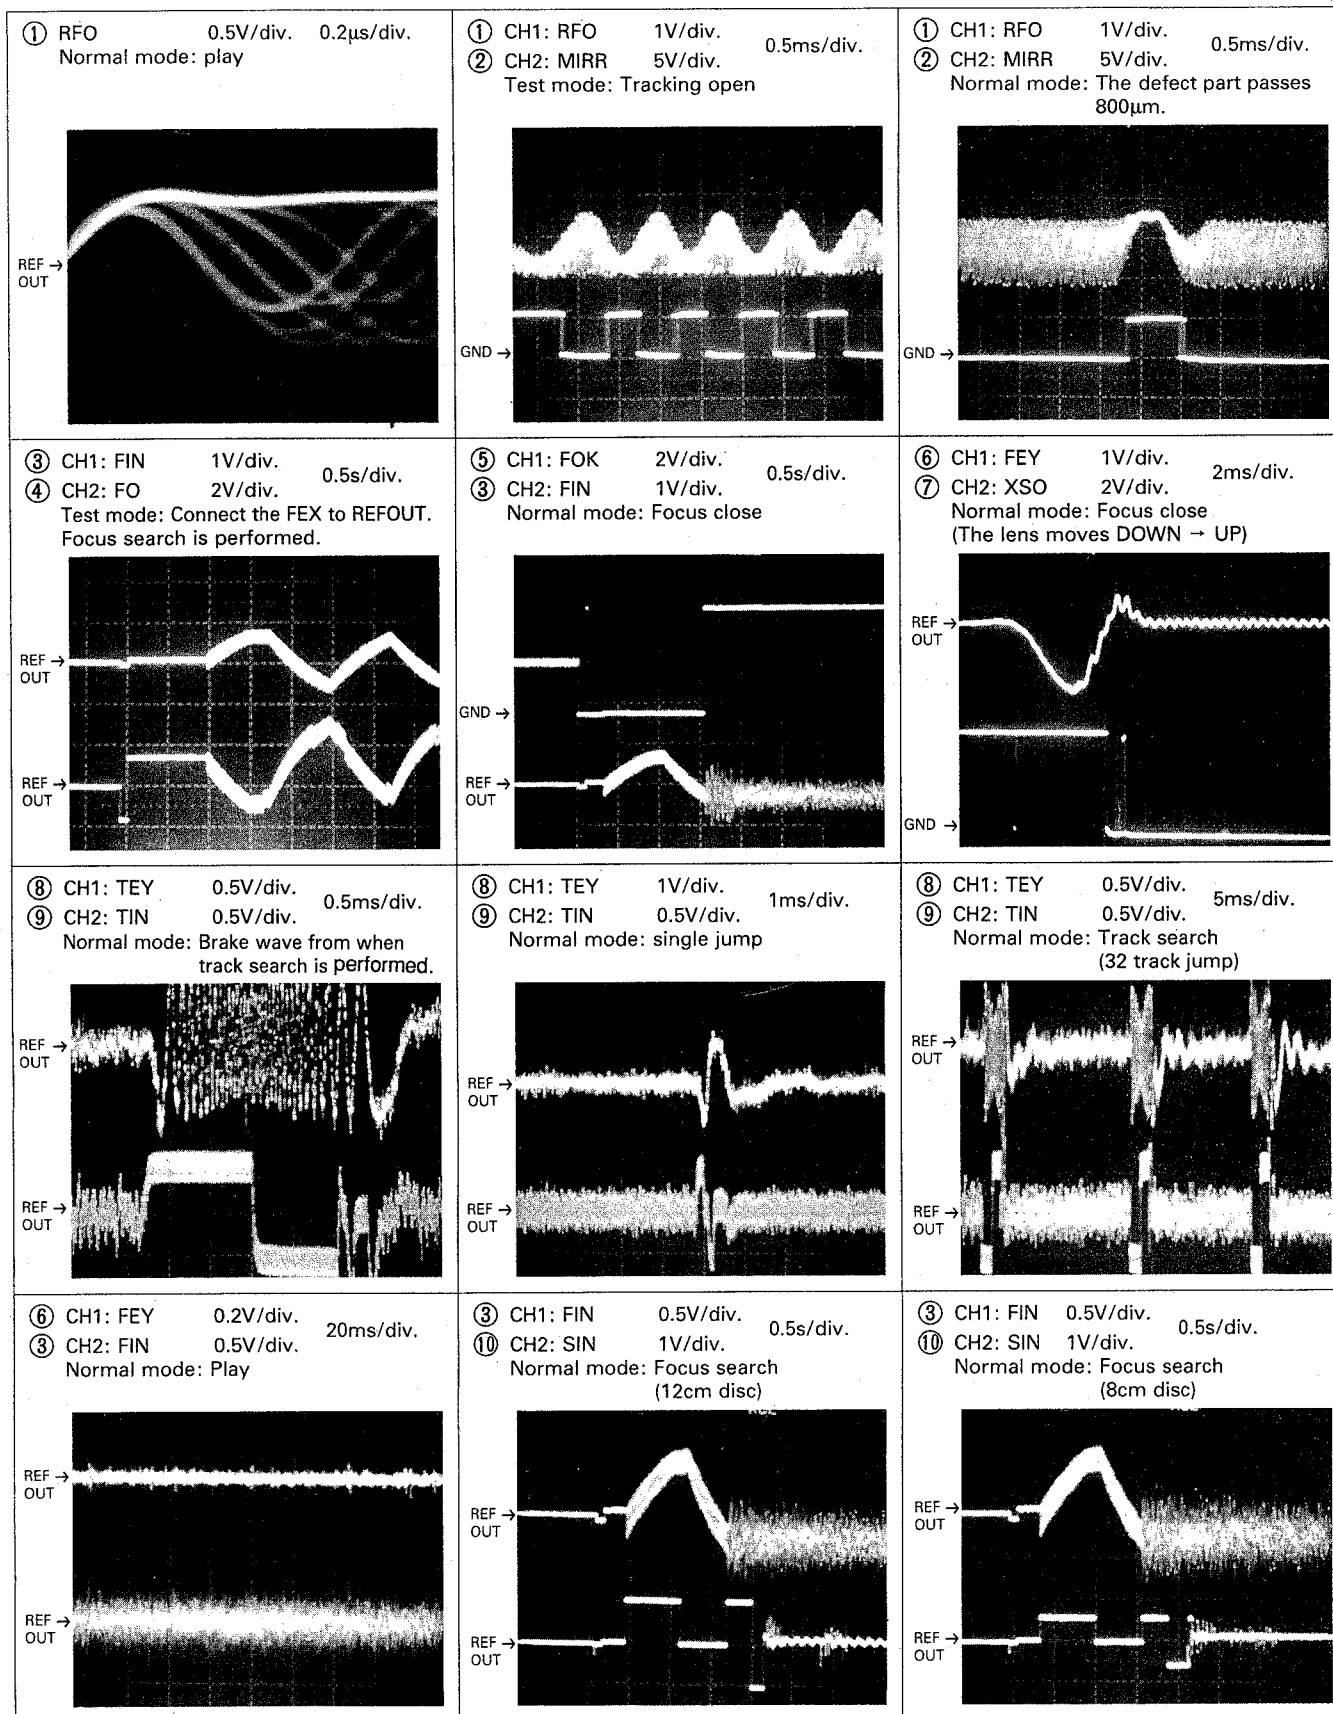 ① RFO 0.5V/div. 0.2μs/div.
Normal mode: play
REF →
OUT
① CH1: RFO 1V/div. 0.5ms/div.
② CH2: MIRR 5V/div.
Test mode: Tracking open
GND →
① CH1: RFO 1V/div. 0.5ms/div.
② CH2: MIRR 5V/div.
Normal mode: The defect part passes
800μm.
GND →
③ CH1: FIN 1V/div. 0.5s/div.
④ CH2: FO 2V/div.
Test mode: Connect the FEX to REFOUT.
Focus search is performed.
REF →
OUT
REF →
OUT
⑤ CH1: FOK 2V/div. 0.5s/div.
③ CH2: FIN 1V/div.
Normal mode: Focus close
GND →
REF →
OUT
⑥ CH1: FEY 1V/div. 2ms/div.
⑦ CH2: XSO 2V/div.
Normal mode: Focus close
(The lens moves DOWN → UP)
REF →
OUT
GND →
⑧ CH1: TEY 0.5V/div. 0.5ms/div.
⑨ CH2: TIN 0.5V/div.
Normal mode: Brake wave from when
track search is performed.
REF →
OUT
REF →
OUT
⑧ CH1: TEY 1V/div. 1ms/div.
⑨ CH2: TIN 0.5V/div.
Normal mode: single jump
REF →
OUT
REF →
OUT
⑧ CH1: TEY 0.5V/div. 5ms/div.
⑨ CH2: TIN 0.5V/div.
Normal mode: Track search
(32 track jump)
REF →
OUT
REF →
OUT
⑥ CH1: FEY 0.2V/div. 20ms/div.
③ CH2: FIN 0.5V/div.
Normal mode: Play
REF →
OUT
REF →
OUT
③ CH1: FIN 0.5V/div. 0.5s/div.
⑩ CH2: SIN 1V/div.
Normal mode: Focus search
(12cm disc)
REF →
OUT
REF →
OUT
③ CH1: FIN 0.5V/div. 0.5s/div.
⑩ CH2: SIN 1V/div.
Normal mode: Focus search
(8cm disc)
REF →
OUT
REF →
OUT